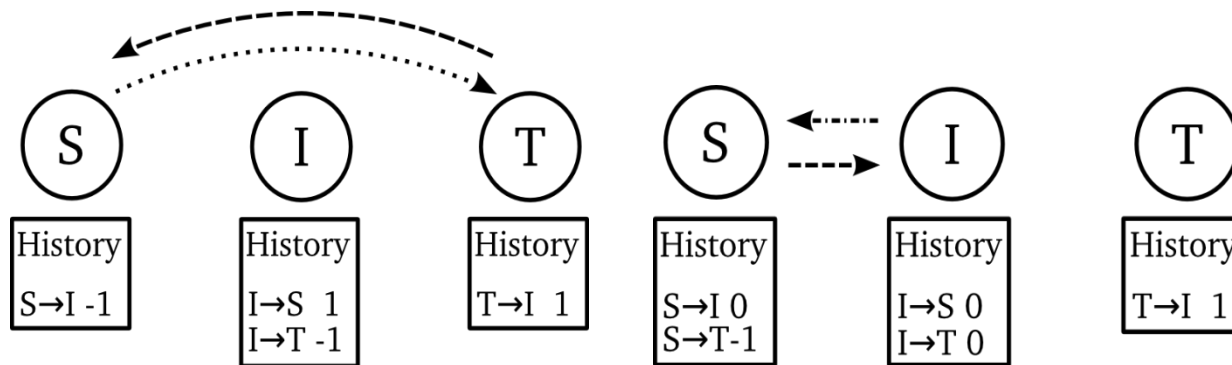 S I T S I T
History
S→I -1
History
I→S 1
I→T -1
History
T→I 1
History
S→I 0
S→T-1
History
I→S 0
I→T 0
History
T→I 1